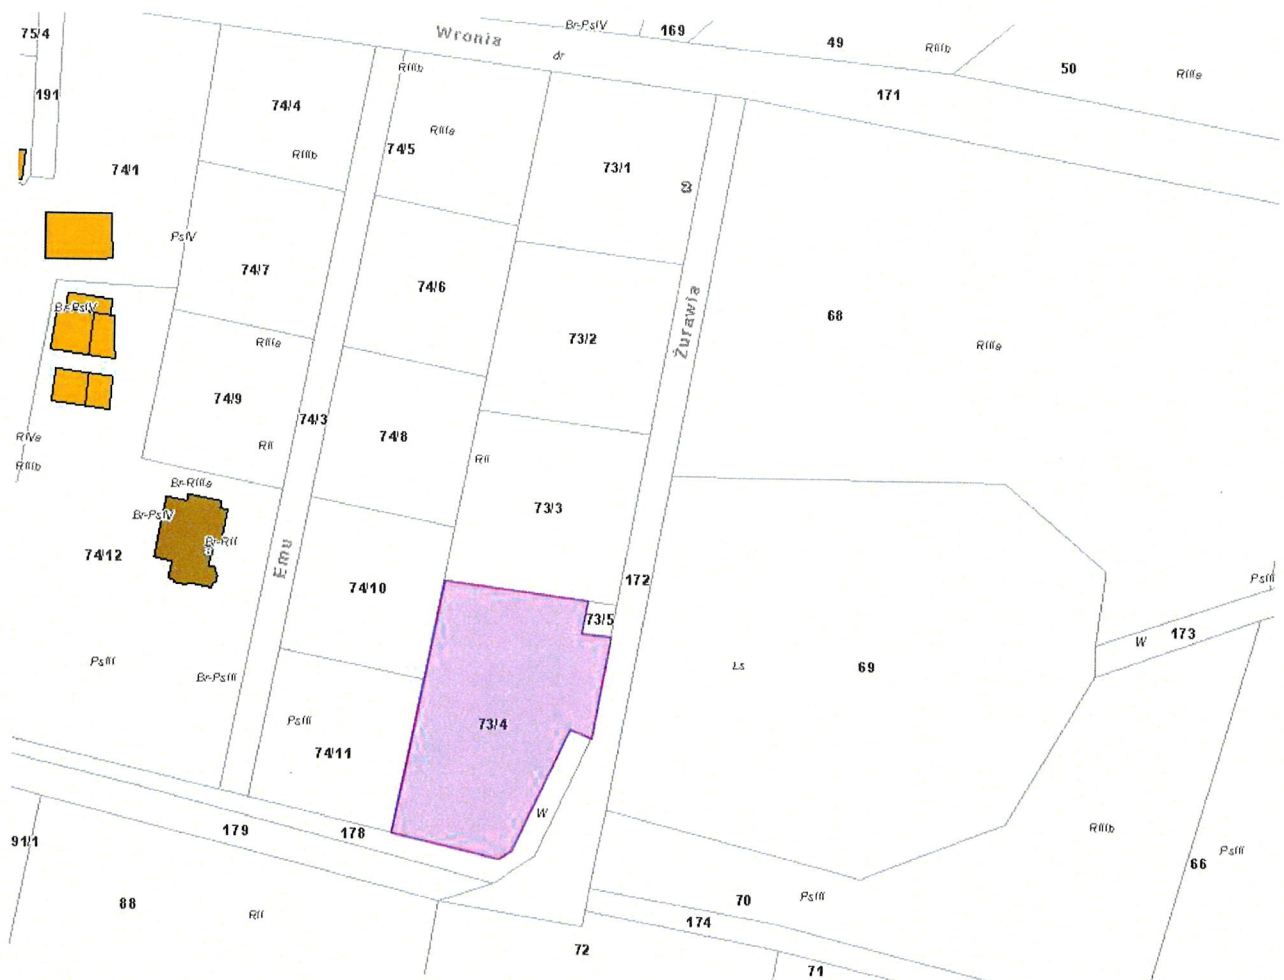 Br-PsIV
169
75/4
Wronia
49
RIIIb
dr
50
RIIIa
RIIIb
191
171
74/4
RIIIa
74/5
RIIIb
73/1
74/1
PsIV
74/7
74/6
Br-PsIV
68
Żurawia
73/2
RIIIa
RIIIa
74/9
74/3
RIVa
74/8
RII
RII
RIIIb
Br-RIIIa
73/3
Br-PsIV
Br-RII
74/12
Emu
172
PsIII
74/10
73/5
173
W
PsIII
Ls
69
Br-PsIII
PsIII
73/4
74/11
W
RIIIb
179
178
91/1
PsIII
66
70
PsIII
88
RII
174
72
71